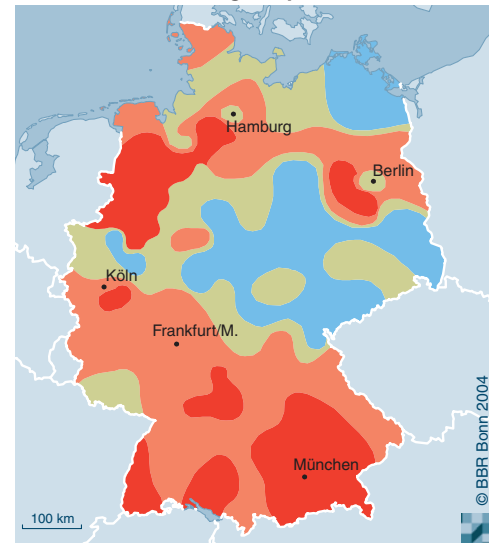 Hamburg
Berlin
Köln
Frankfurt/M.
München
100 km
© BBR Bonn 2004